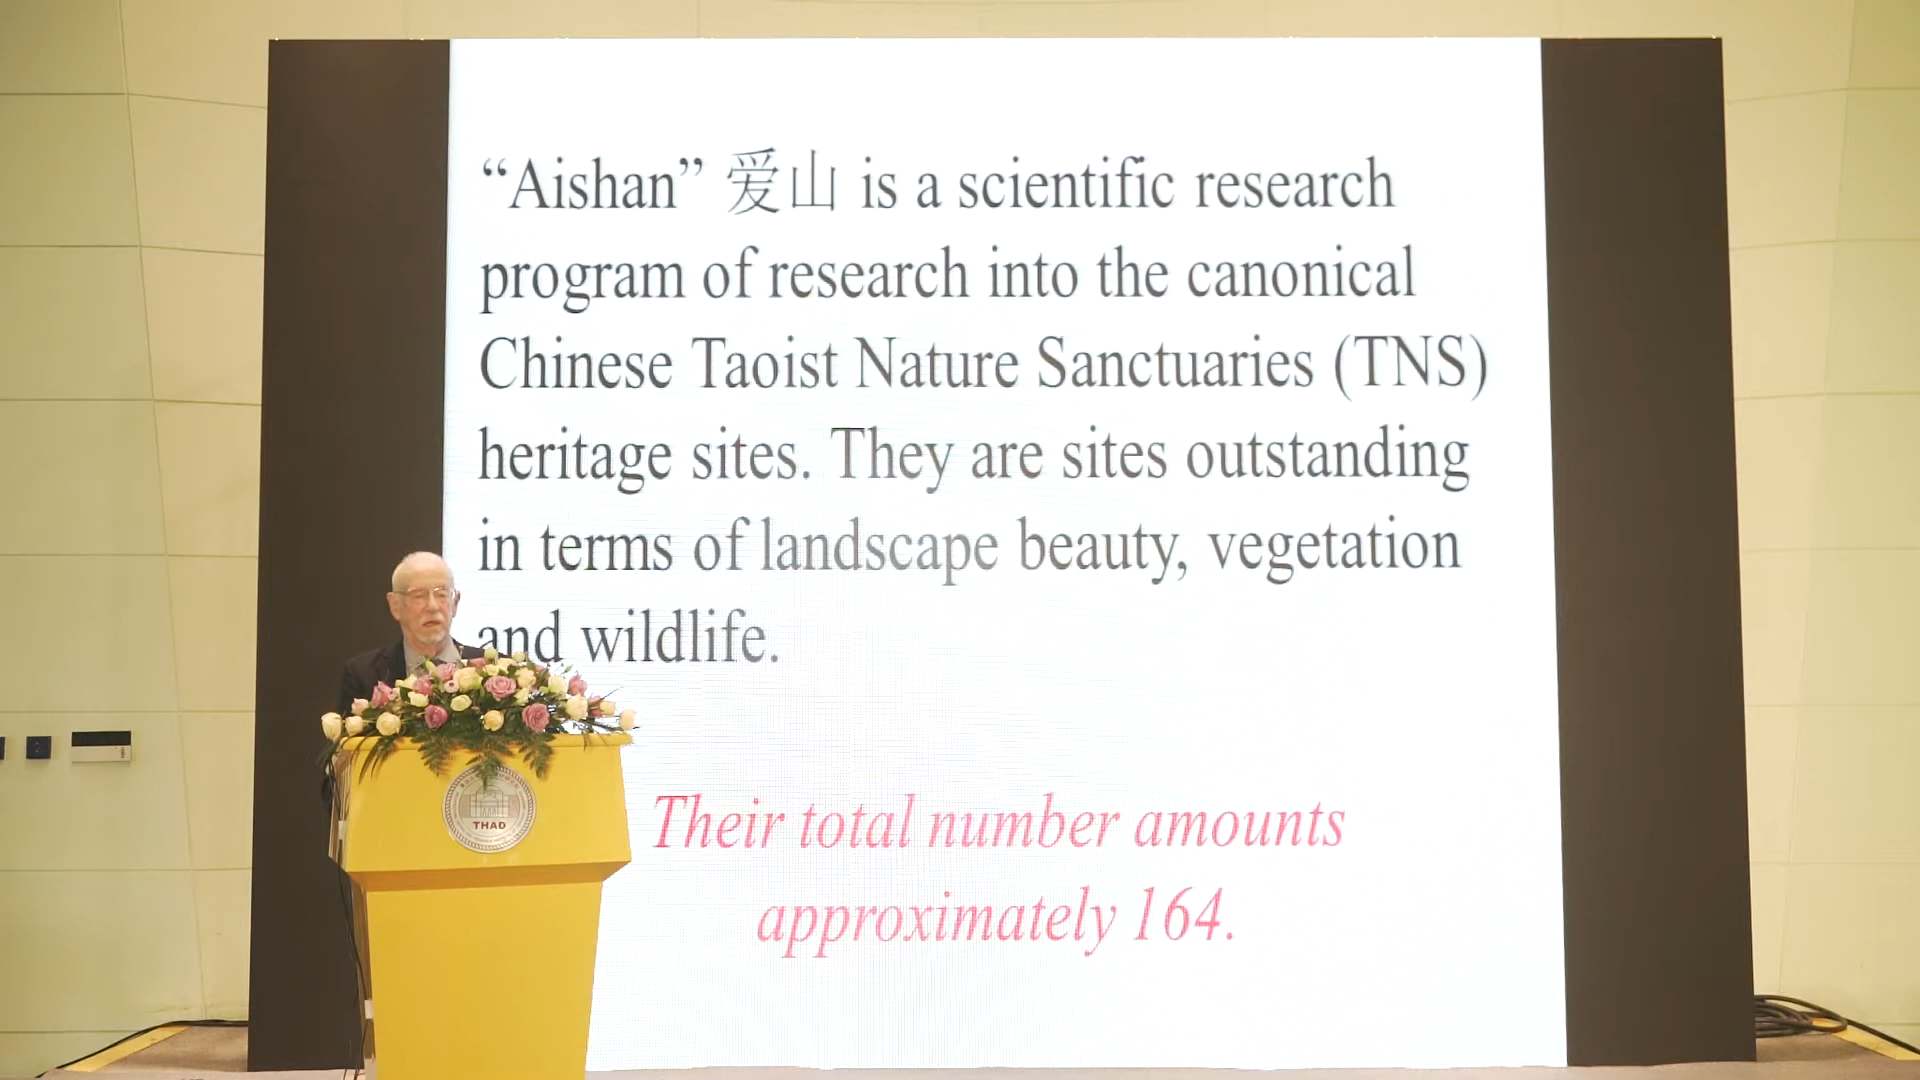 “Aishan” 爱山 is a scientific research
program of research into the canonical
Chinese Taoist Nature Sanctuaries (TNS)
heritage sites. They are sites outstanding
in terms of landscape beauty, vegetation
and wildlife.
Their total number amounts
approximately 164.
THAD